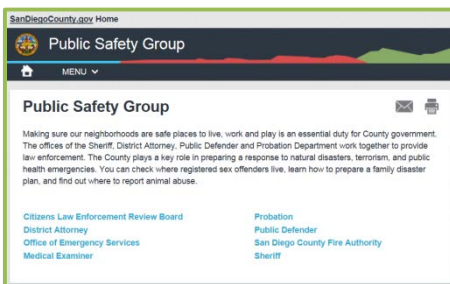 SanDiegoCounty.gov Home
Public Safety Group
MENU
Public Safety Group
Making sure our neighborhoods are safe places to live, work and play is an essential duty for County government.
The offices of the Sheriff, District Attorney, Public Defender and Probation Department work together to provide
law enforcement. The County plays a key role in preparing a response to natural disasters, terrorism, and public
health emergencies. You can check where registered sex offenders live, learn how to prepare a family disaster
plan, and find out where to report animal abuse.
Citizens Law Enforcement Review Board
District Attorney
Office of Emergency Services
Medical Examiner
Probation
Public Defender
San Diego County Fire Authority
Sheriff